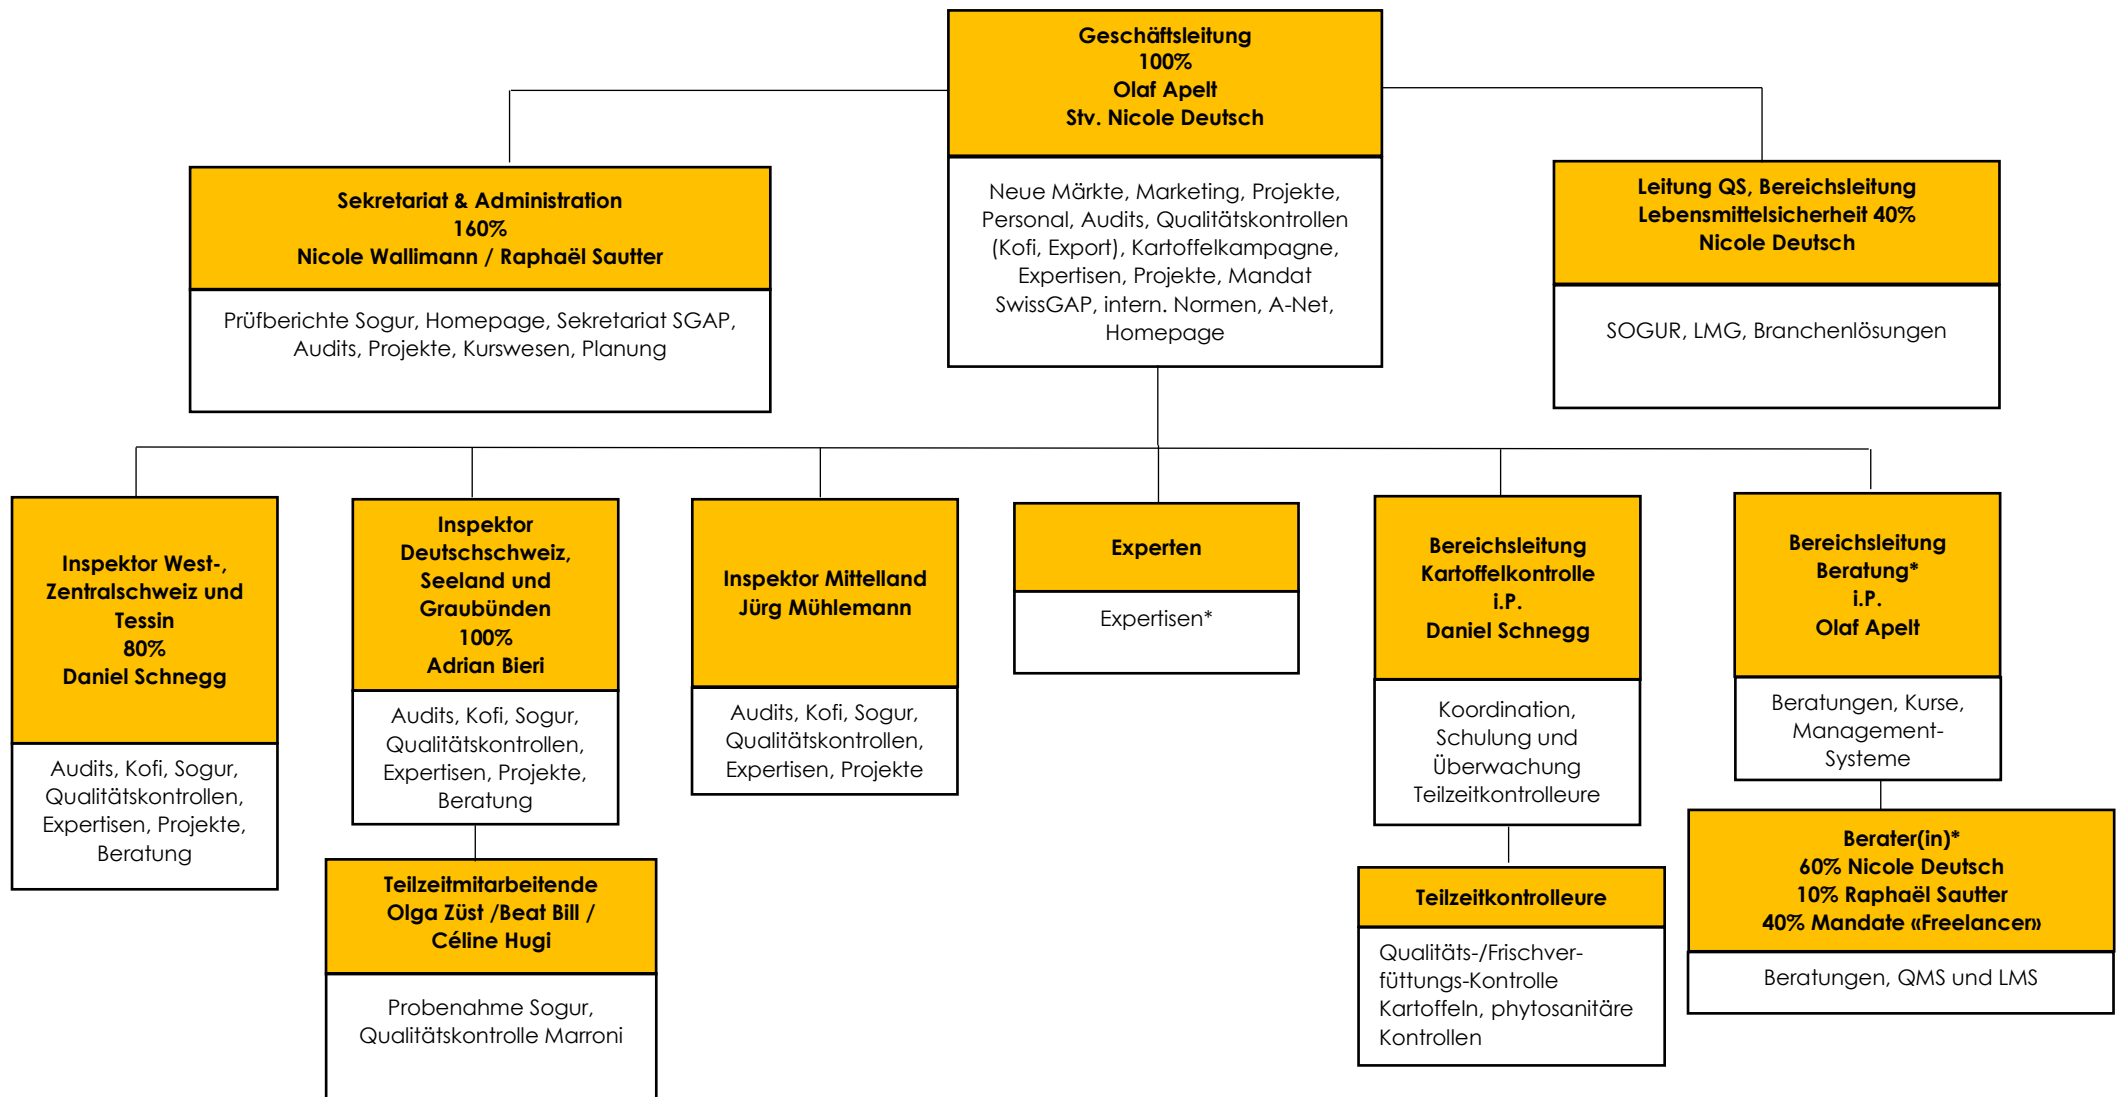 Geschäftsleitung
100%
Olaf Apelt
Stv. Nicole Deutsch
Neue Märkte, Marketing, Projekte,
Personal, Audits, Qualitätskontrollen
(Kofi, Export), Kartoffelkampagne,
Expertisen, Projekte, Mandat
SwissGAP, intern. Normen, A-Net,
Homepage
Sekretariat & Administration
160%
Nicole Wallimann / Raphaël Sautter
Prüfberichte Sogur, Homepage, Sekretariat SGAP,
Audits, Projekte, Kurswesen, Planung
Leitung QS, Bereichsleitung
Lebensmittelsicherheit 40%
Nicole Deutsch
SOGUR, LMG, Branchenlösungen
Inspektor West-,
Zentralschweiz und
Tessin
80%
Daniel Schnegg
Audits, Kofi, Sogur,
Qualitätskontrollen,
Expertisen, Projekte,
Beratung
Inspektor
Deutschschweiz,
Seeland und
Graubünden
100%
Adrian Bieri
Audits, Kofi, Sogur,
Qualitätskontrollen,
Expertisen, Projekte,
Beratung
Teilzeitmitarbeitende
Olga Züst /Beat Bill /
Céline Hugi
Probenahme Sogur,
Qualitätskontrolle Marroni
Inspektor Mittelland
Jürg Mühlemann
Audits, Kofi, Sogur,
Qualitätskontrollen,
Expertisen, Projekte
Experten
Expertisen*
Bereichsleitung
Kartoffelkontrolle
i.P.
Daniel Schnegg
Koordination,
Schulung und
Überwachung
Teilzeitkontrolleure
Teilzeitkontrolleure
Qualitäts-/Frischver-
füttungs-Kontrolle
Kartoffeln, phytosanitäre
Kontrollen
Bereichsleitung
Beratung*
i.P.
Olaf Apelt
Beratungen, Kurse,
Management-
Systeme
Berater(in)*
60% Nicole Deutsch
10% Raphaël Sautter
40% Mandate «Freelancer»
Beratungen, QMS und LMS